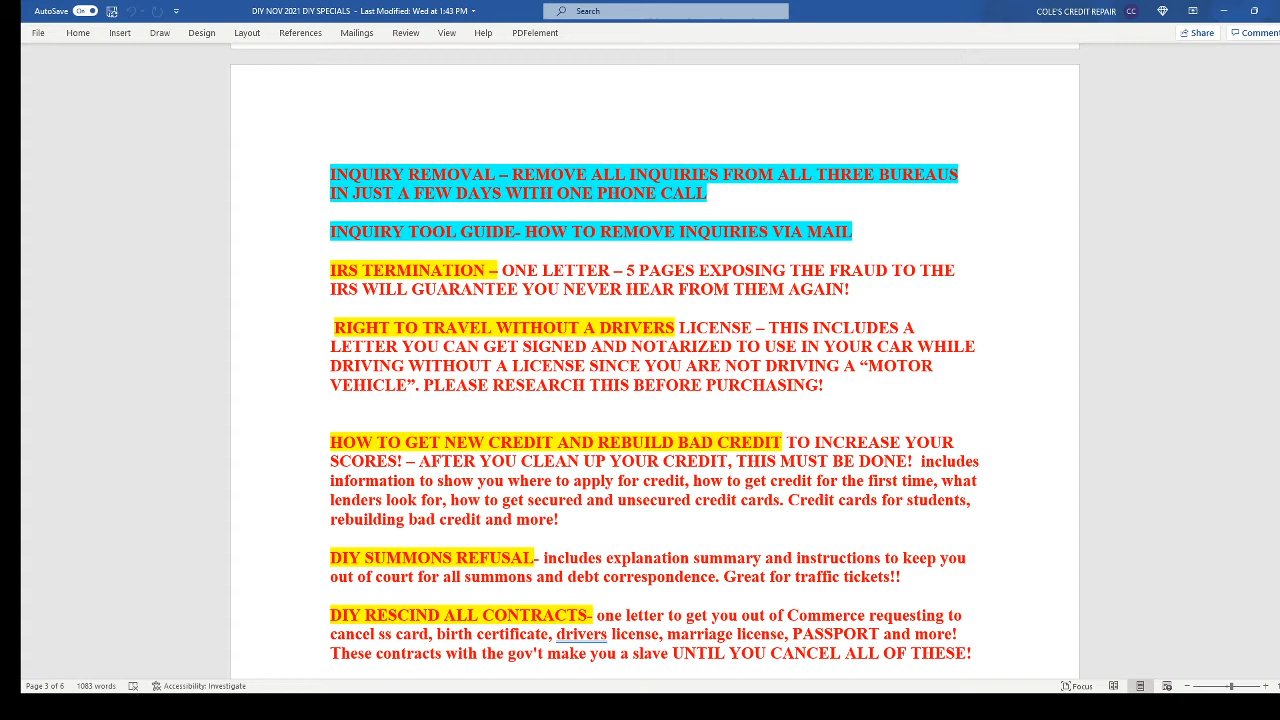 AutoSave On DIY NOV 2021 DIY SPECIALS - Last Modified: Wed at 1:43 PM Search COLE'S CREDIT REPAIR CC
File Home Insert Draw Design Layout References Mailings Review View Help PDFelement Share Comment
INQUIRY REMOVAL – REMOVE ALL INQUIRIES FROM ALL THREE BUREAUS
IN JUST A FEW DAYS WITH ONE PHONE CALL
INQUIRY TOOL GUIDE- HOW TO REMOVE INQUIRIES VIA MAIL
IRS TERMINATION – ONE LETTER – 5 PAGES EXPOSING THE FRAUD TO THE
IRS WILL GUARANTEE YOU NEVER HEAR FROM THEM AGAIN!
RIGHT TO TRAVEL WITHOUT A DRIVERS LICENSE – THIS INCLUDES A
LETTER YOU CAN GET SIGNED AND NOTARIZED TO USE IN YOUR CAR WHILE
DRIVING WITHOUT A LICENSE SINCE YOU ARE NOT DRIVING A “MOTOR
VEHICLE”. PLEASE RESEARCH THIS BEFORE PURCHASING!
HOW TO GET NEW CREDIT AND REBUILD BAD CREDIT TO INCREASE YOUR
SCORES! – AFTER YOU CLEAN UP YOUR CREDIT, THIS MUST BE DONE! includes
information to show you where to apply for credit, how to get credit for the first time, what
lenders look for, how to get secured and unsecured credit cards. Credit cards for students,
rebuilding bad credit and more!
DIY SUMMONS REFUSAL- includes explanation summary and instructions to keep you
out of court for all summons and debt correspondence. Great for traffic tickets!!
DIY RESCIND ALL CONTRACTS- one letter to get you out of Commerce requesting to
cancel ss card, birth certificate, drivers license, marriage license, PASSPORT and more!
These contracts with the gov't make you a slave UNTIL YOU CANCEL ALL OF THESE!
Page 3 of 6 1083 words Accessibility: Investigate Focus